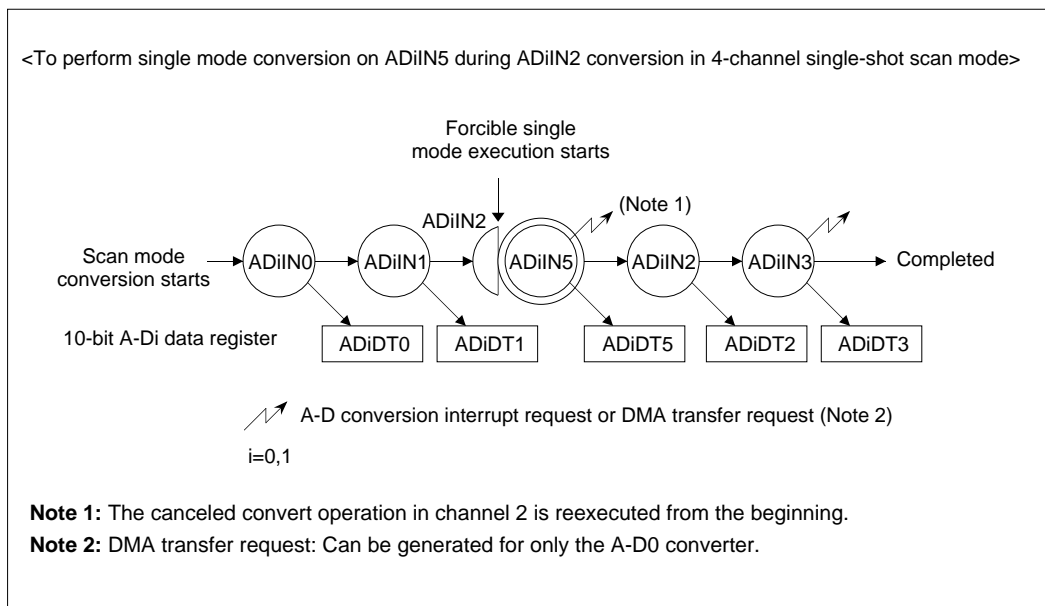 <To perform single mode conversion on ADiIN5 during ADiIN2 conversion in 4-channel single-shot scan mode>
Forcible single
mode execution starts
ADiIN2
(Note 1)
Scan mode
conversion starts
ADiIN0
ADiIN1
ADiIN5
ADiIN2
ADiIN3
Completed
10-bit A-Di data register
ADiDT0
ADiDT1
ADiDT5
ADiDT2
ADiDT3
A-D conversion interrupt request or DMA transfer request (Note 2)
i=0,1
Note 1: The canceled convert operation in channel 2 is reexecuted from the beginning.
Note 2: DMA transfer request: Can be generated for only the A-D0 converter.